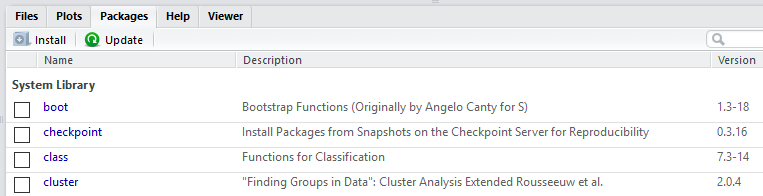 Files Plots Packages Help Viewer
Install Update
Name Description Version
System Library
boot Bootstrap Functions (Originally by Angelo Canty for S) 1.3-18
checkpoint Install Packages from Snapshots on the Checkpoint Server for Reproducibility 0.3.16
class Functions for Classification 7.3-14
cluster "Finding Groups in Data": Cluster Analysis Extended Rousseeuw et al. 2.0.4